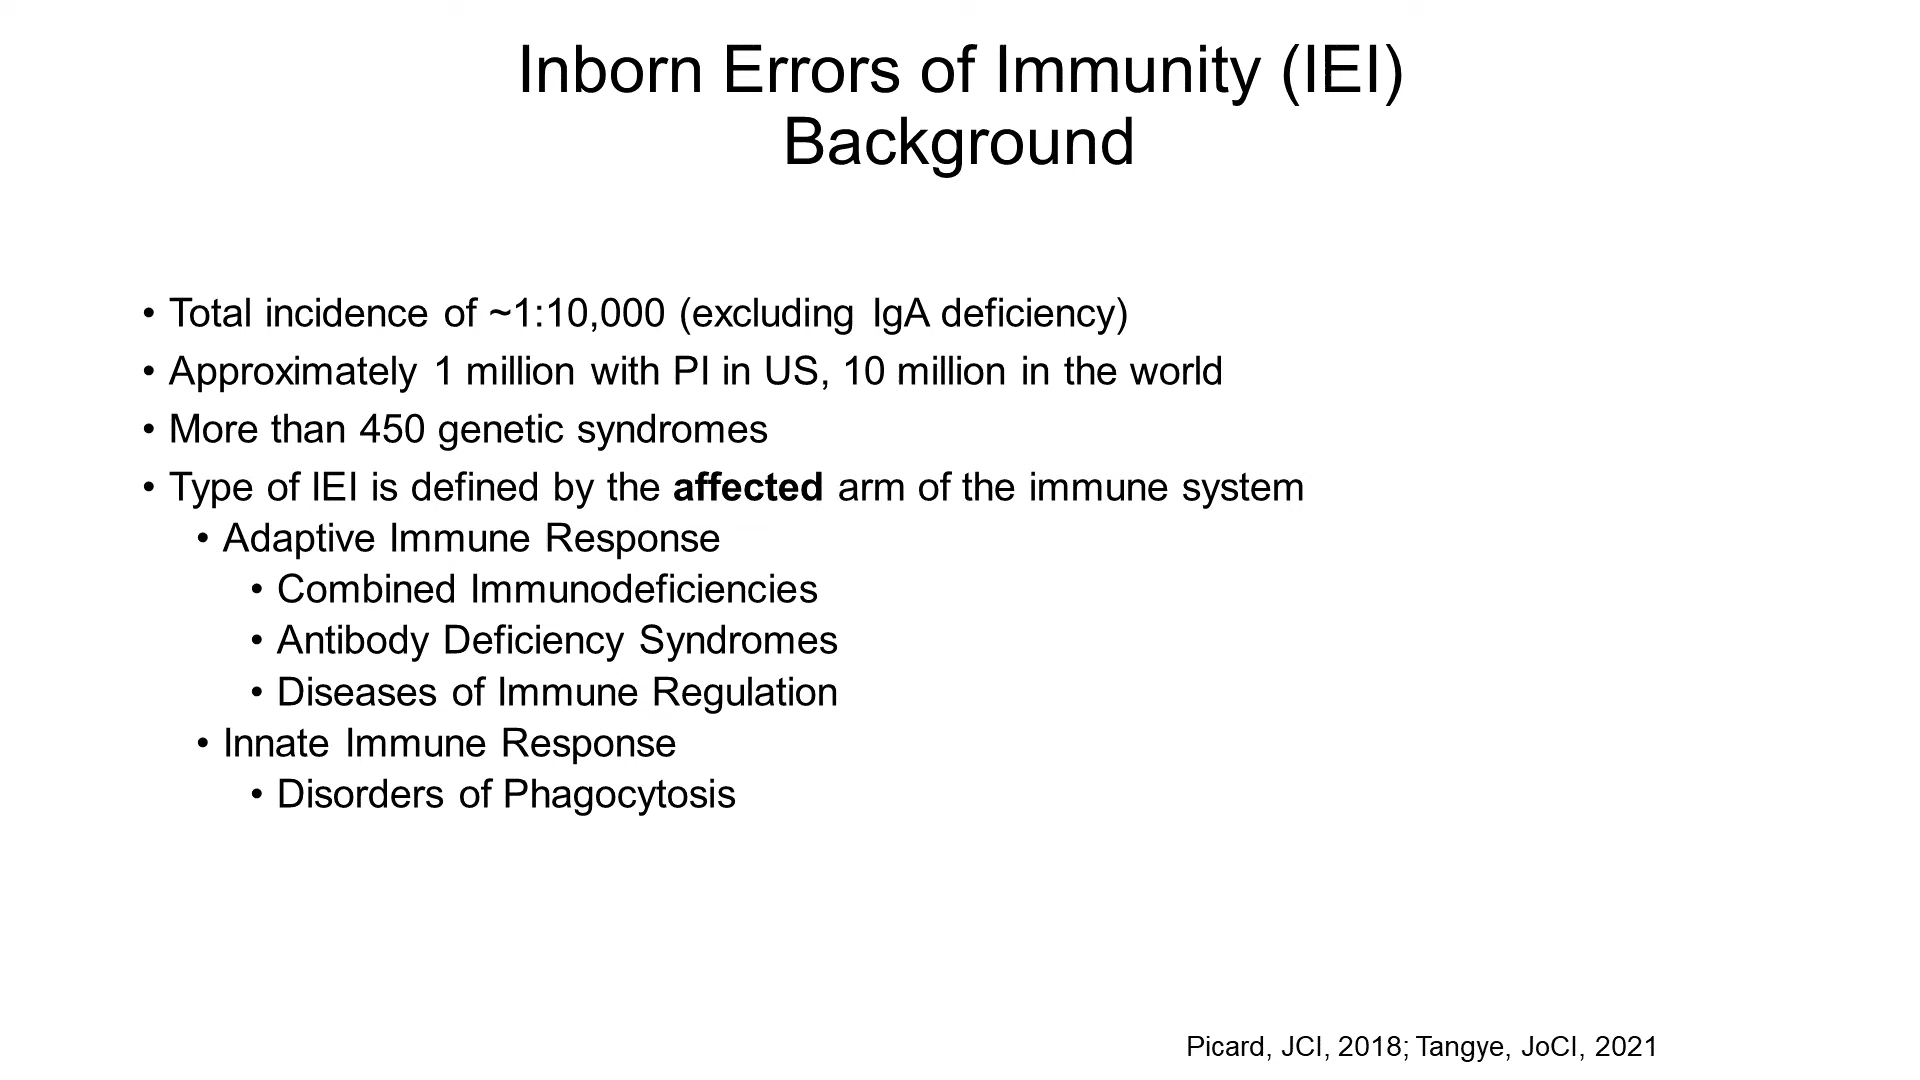 Inborn Errors of Immunity (IEI)
Background
• Total incidence of ~1:10,000 (excluding IgA deficiency)
• Approximately 1 million with PI in US, 10 million in the world
• More than 450 genetic syndromes
• Type of IEI is defined by the affected arm of the immune system
• Adaptive Immune Response
• Combined Immunodeficiencies
• Antibody Deficiency Syndromes
• Diseases of Immune Regulation
• Innate Immune Response
• Disorders of Phagocytosis
Picard, JCI, 2018; Tangye, JoCI, 2021